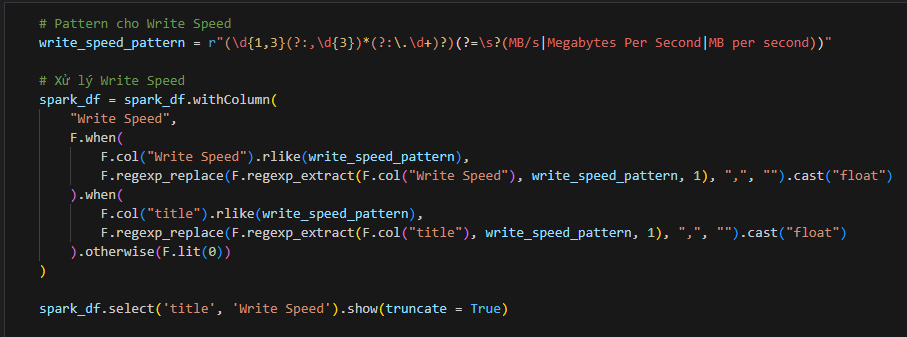 # Pattern cho Write Speed
write_speed_pattern = r"(\d{1,3}(?:,\d{3})*(?:\.\d+)?)(?=\s?(MB/s|Megabytes Per Second|MB per second))"
# Xử lý Write Speed
spark_df = spark_df.withColumn(
"Write Speed",
F.when(
F.col("Write Speed").rlike(write_speed_pattern),
F.regexp_replace(F.regexp_extract(F.col("Write Speed"), write_speed_pattern, 1), ",", "").cast("float")
).when(
F.col("title").rlike(write_speed_pattern),
F.regexp_replace(F.regexp_extract(F.col("title"), write_speed_pattern, 1), ",", "").cast("float")
).otherwise(F.lit(0))
)
spark_df.select('title', 'Write Speed').show(truncate = True)